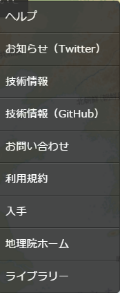 ヘルプ
お知らせ（Twitter）
技術情報
技術情報（GitHub）
お問い合わせ
利用規約
入手
地理院ホーム
ライブラリー